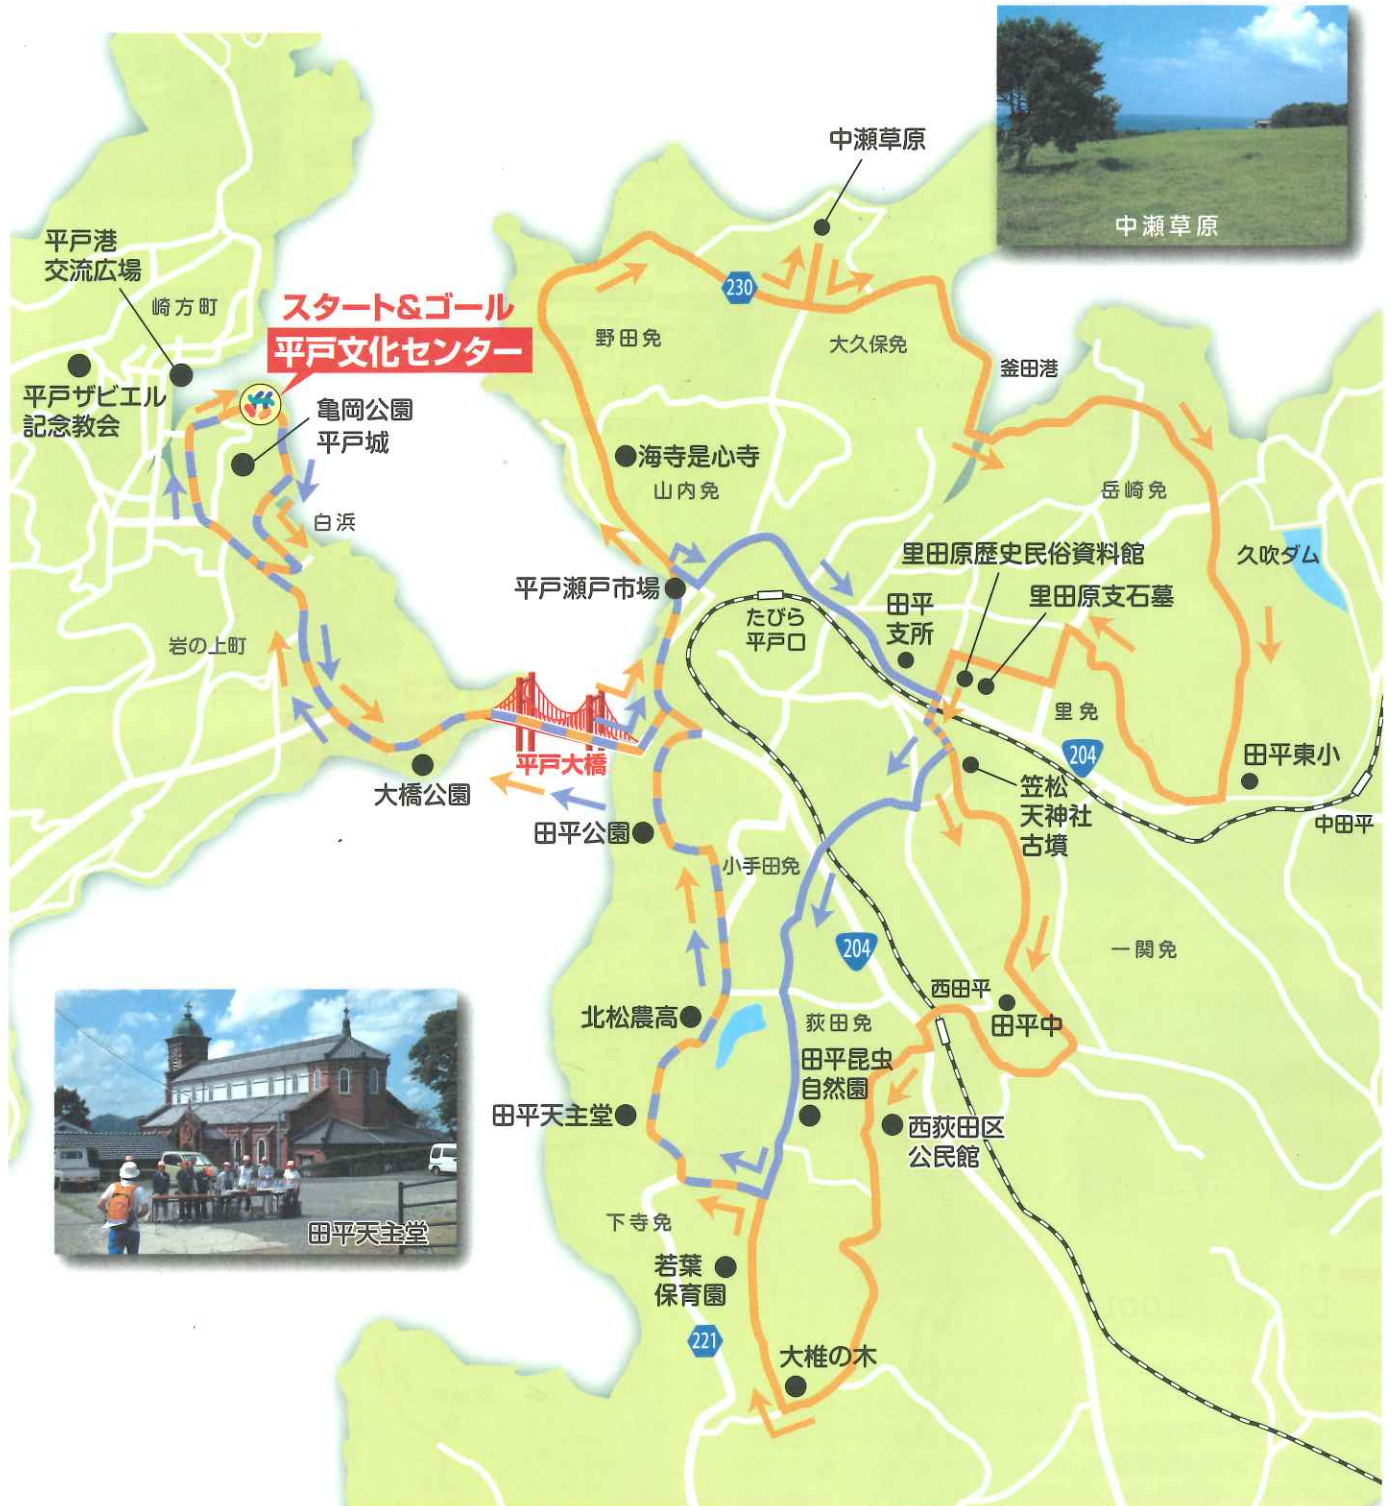 中瀬草原
中瀬草原
平戸港
交流広場
崎方町
スタート&ゴール
平戸文化センター
230
野田免
大久保免
釜田港
平戸ザビエル
記念教会
亀岡公園
平戸城
海寺是心寺
山内免
岳崎免
白浜
久吹ダム
里田原歴史民俗資料館
平戸瀬戸市場
里田原支石墓
たびら
平戸口
田平
支所
岩の上町
里免
204
田平東小
平戸大橋
大橋公園
笠松
天神社
古墳
中田平
田平公園
小手田免
204
一関免
西田平
北松農高
荻田免
田平中
田平昆虫
自然園
田平天主堂
西荻田区
公民館
田平天主堂
下寺免
若葉
保育園
221
大椎の木